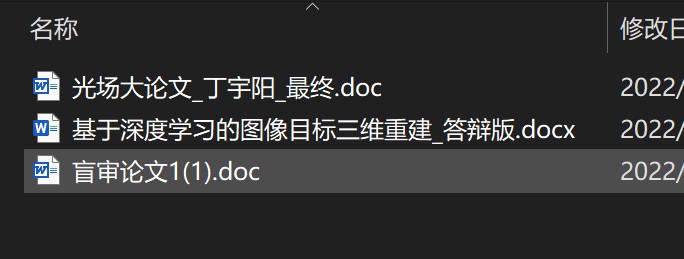 名称 修改日
光场大论文_丁宇阳_最终.doc 2022/
基于深度学习的图像目标三维重建_答辩版.docx 2022/
盲审论文1(1).doc 2022/